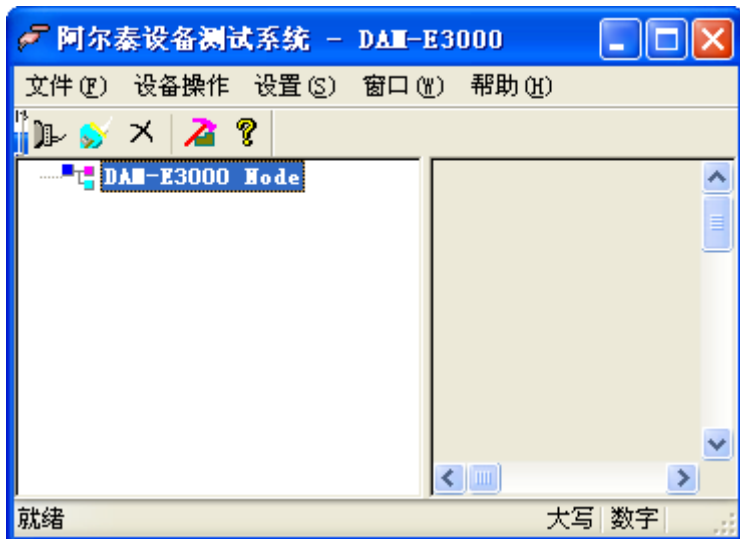 阿尔泰设备测试系统 - DAM-E3000
文件(F) 设备操作 设置(S) 窗口(W) 帮助(H)
DAM-E3000 Node
就绪 大写 数字